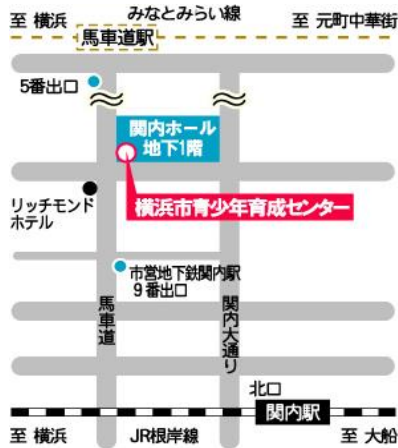 みなとみらい線
至 横浜
至 元町中華街
馬車道駅
5番出口
関内ホール
地下1階
横浜市青少年育成センター
リッチモンド
ホテル
市営地下鉄関内駅
9番出口
馬車道
関内大通り
北口
関内駅
至 横浜
JR根岸線
至 大船